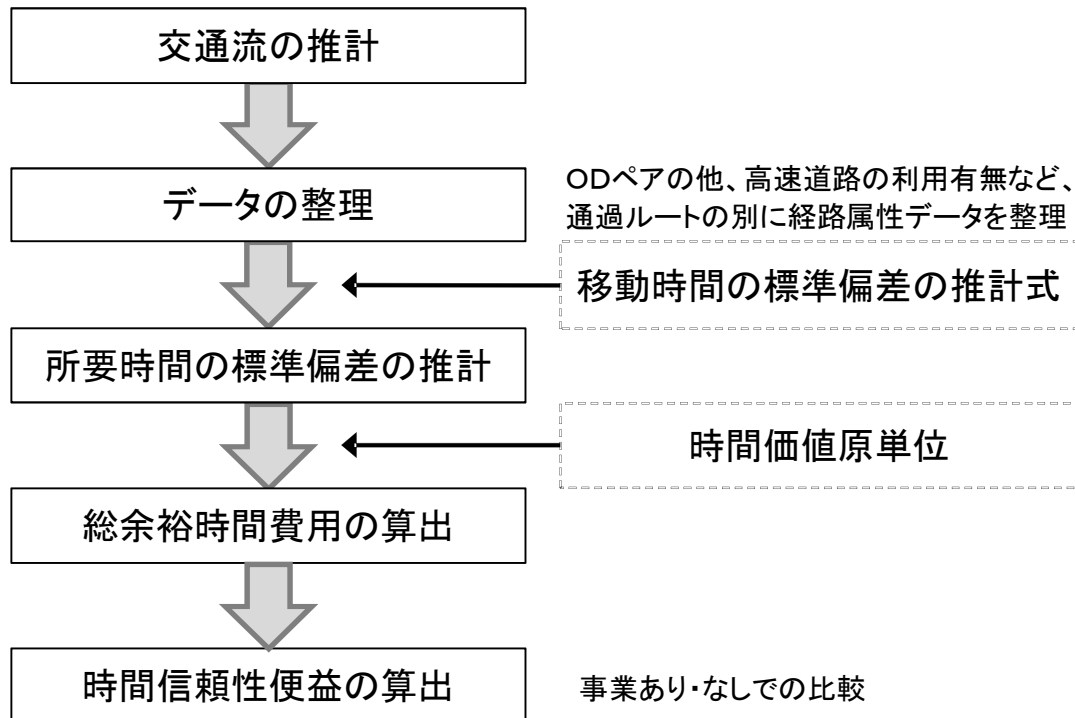 交通流の推計
データの整理
ODペアの他、高速道路の利用有無など、
通過ルートの別に経路属性データを整理
移動時間の標準偏差の推計式
所要時間の標準偏差の推計
時間価値原単位
総余裕時間費用の算出
時間信頼性便益の算出
事業あり・なしでの比較